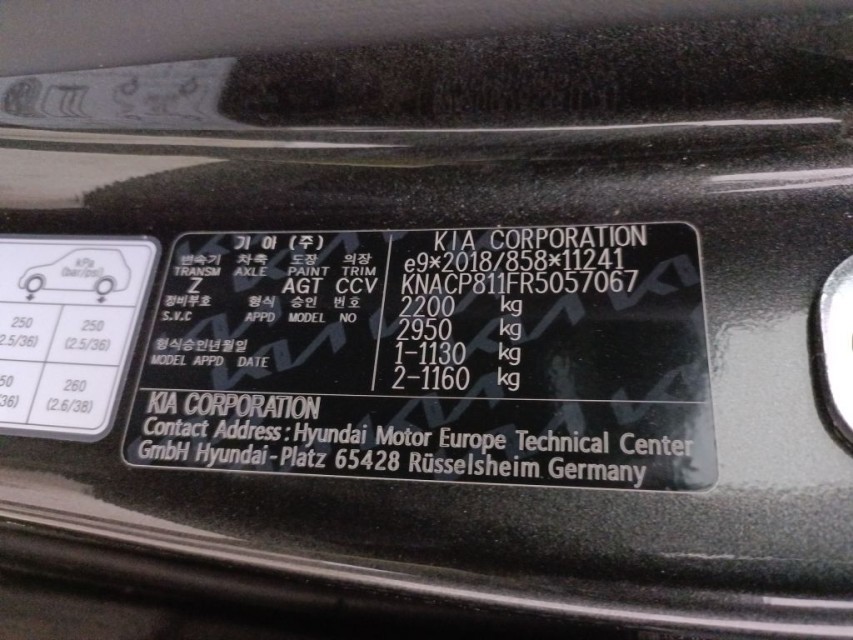 kPa
(bar/psi)
250
(2.5/36)
250
(2.5/36)
260
(2.6/38)
기 아 (주)
변속기 차축 도장 의장
TRANSM AXLE PAINT TRIM
Z AGT CCV
정비부호 형식 승인 번호
S.V.C APPD MODEL NO
형식승인년월일
MODEL APPD DATE
KIA CORPORATION
e9*2018/858*11241
KNACP811FR5057067
2200 kg
2950 kg
1-1130 kg
2-1160 kg
KIA CORPORATION
Contact Address : Hyundai Motor Europe Technical Center
GmbH Hyundai-Platz 65428 Rüsselsheim Germany